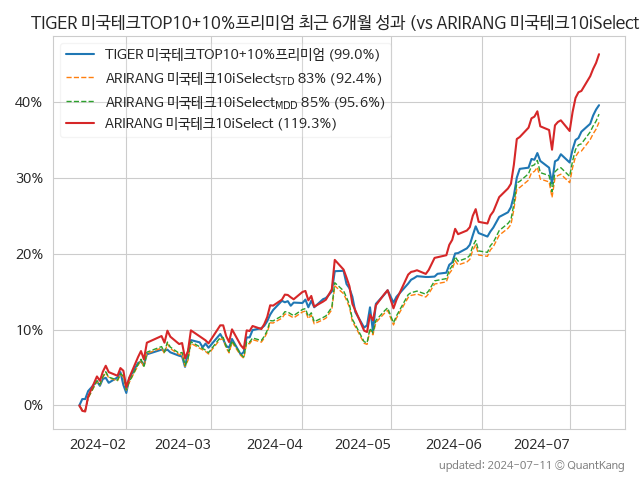 TIGER 미국테크TOP10+10%프리미엄 최근 6개월 성과 (vs ARIRANG 미국테크10iSelect
TIGER 미국테크TOP10+10%프리미엄 (99.0%)
ARIRANG 미국테크10iSelectSTD 83% (92.4%)
ARIRANG 미국테크10iSelectMDD 85% (95.6%)
ARIRANG 미국테크10iSelect (119.3%)
40%
30%
20%
10%
0%
2024-02 2024-03 2024-04 2024-05 2024-06 2024-07
updated: 2024-07-11 © QuantKang